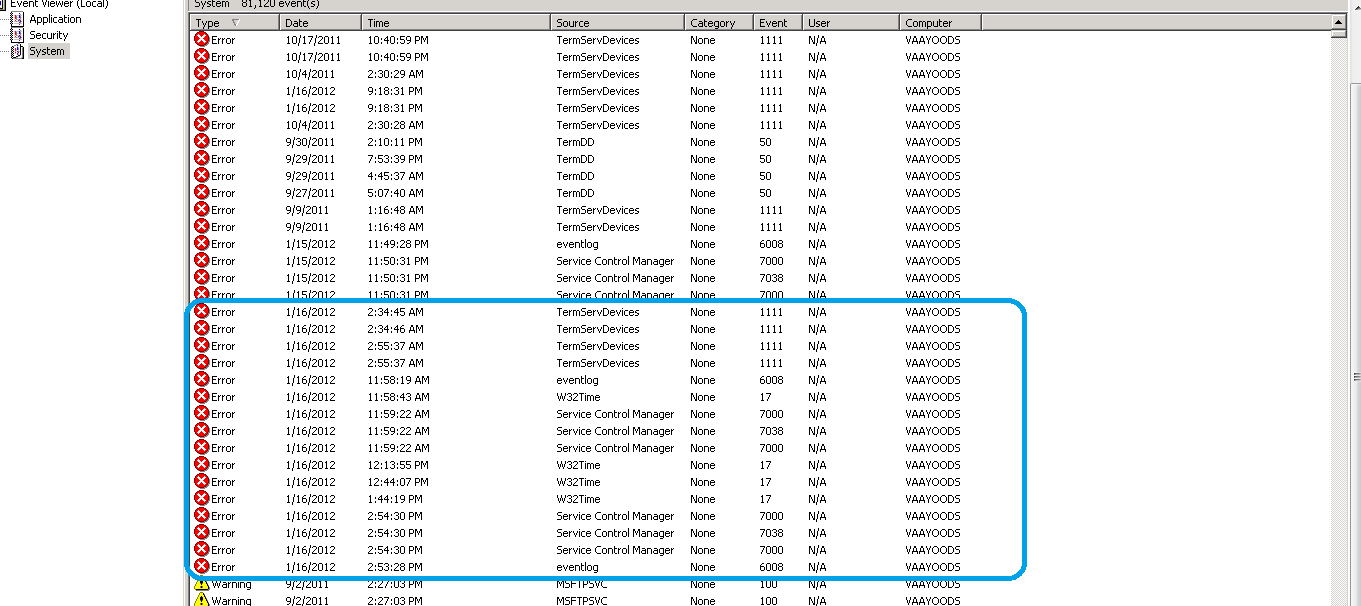 Event Viewer (Local)
Application
Security
System
System 81,120 event(s)
Type Date Time Source Category Event User Computer
Error 10/17/2011 10:40:59 PM TermServDevices None 1111 N/A VAAYOODS
Error 10/17/2011 10:40:59 PM TermServDevices None 1111 N/A VAAYOODS
Error 10/4/2011 2:30:29 AM TermServDevices None 1111 N/A VAAYOODS
Error 1/16/2012 9:18:31 PM TermServDevices None 1111 N/A VAAYOODS
Error 1/16/2012 9:18:31 PM TermServDevices None 1111 N/A VAAYOODS
Error 10/4/2011 2:30:28 AM TermServDevices None 1111 N/A VAAYOODS
Error 9/30/2011 2:10:11 PM TermDD None 50 N/A VAAYOODS
Error 9/29/2011 7:53:39 PM TermDD None 50 N/A VAAYOODS
Error 9/29/2011 4:45:37 AM TermDD None 50 N/A VAAYOODS
Error 9/27/2011 5:07:40 AM TermDD None 50 N/A VAAYOODS
Error 9/9/2011 1:16:48 AM TermServDevices None 1111 N/A VAAYOODS
Error 9/9/2011 1:16:48 AM TermServDevices None 1111 N/A VAAYOODS
Error 1/15/2012 11:49:28 PM eventlog None 6008 N/A VAAYOODS
Error 1/15/2012 11:50:31 PM Service Control Manager None 7000 N/A VAAYOODS
Error 1/15/2012 11:50:31 PM Service Control Manager None 7038 N/A VAAYOODS
Error 1/15/2012 11:50:31 PM Service Control Manager None 7000 N/A VAAYOODS
Error 1/16/2012 2:34:45 AM TermServDevices None 1111 N/A VAAYOODS
Error 1/16/2012 2:34:46 AM TermServDevices None 1111 N/A VAAYOODS
Error 1/16/2012 2:55:37 AM TermServDevices None 1111 N/A VAAYOODS
Error 1/16/2012 2:55:37 AM TermServDevices None 1111 N/A VAAYOODS
Error 1/16/2012 11:58:19 AM eventlog None 6008 N/A VAAYOODS
Error 1/16/2012 11:58:43 AM W32Time None 17 N/A VAAYOODS
Error 1/16/2012 11:59:22 AM Service Control Manager None 7000 N/A VAAYOODS
Error 1/16/2012 11:59:22 AM Service Control Manager None 7038 N/A VAAYOODS
Error 1/16/2012 11:59:22 AM Service Control Manager None 7000 N/A VAAYOODS
Error 1/16/2012 12:13:55 PM W32Time None 17 N/A VAAYOODS
Error 1/16/2012 12:44:07 PM W32Time None 17 N/A VAAYOODS
Error 1/16/2012 1:44:19 PM W32Time None 17 N/A VAAYOODS
Error 1/16/2012 2:54:30 PM Service Control Manager None 7000 N/A VAAYOODS
Error 1/16/2012 2:54:30 PM Service Control Manager None 7038 N/A VAAYOODS
Error 1/16/2012 2:54:30 PM Service Control Manager None 7000 N/A VAAYOODS
Error 1/16/2012 2:53:28 PM eventlog None 6008 N/A VAAYOODS
Warning 9/2/2011 2:27:03 PM MSFTPSVC None 100 N/A VAAYOODS
Warning 9/2/2011 2:27:03 PM MSFTPSVC None 100 N/A VAAYOODS